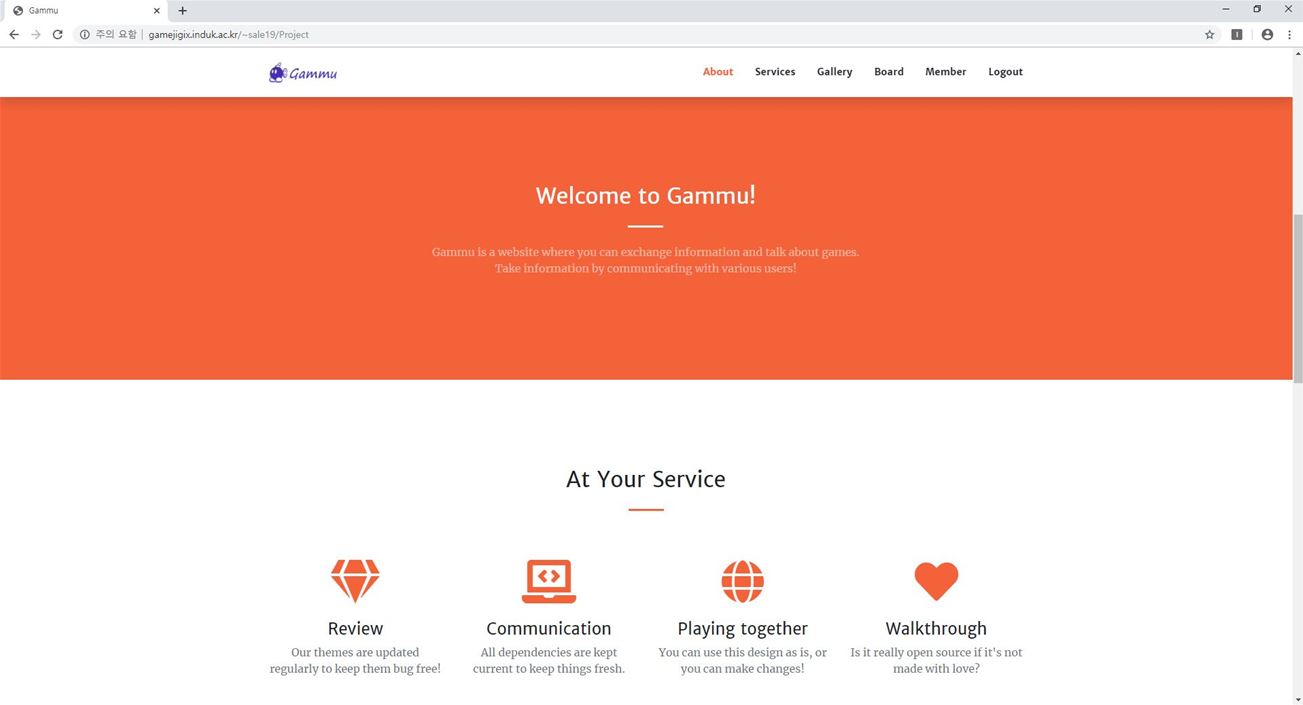 Gammu
주의 요함 | gamejigix.induk.ac.kr/~sale19/Project
Gammu
About Services Gallery Board Member Logout
Welcome to Gammu!
Gammu is a website where you can exchange information and talk about games.
Take information by communicating with various users!
At Your Service
Review
Our themes are updated
regularly to keep them bug free!
Communication
All dependencies are kept
current to keep things fresh.
Playing together
You can use this design as is, or
you can make changes!
Walkthrough
Is it really open source if it's not
made with love?